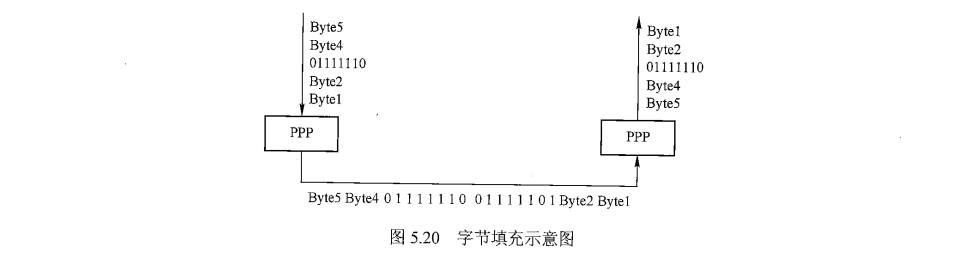 Byte5
Byte4
01111110
Byte2
Byte1
PPP
Byte1
Byte2
01111110
Byte4
Byte5
PPP
Byte5 Byte4 0 1 1 1 1 1 1 0 0 1 1 1 1 1 0 1 Byte2 Byte1
图 5.20 字节填充示意图